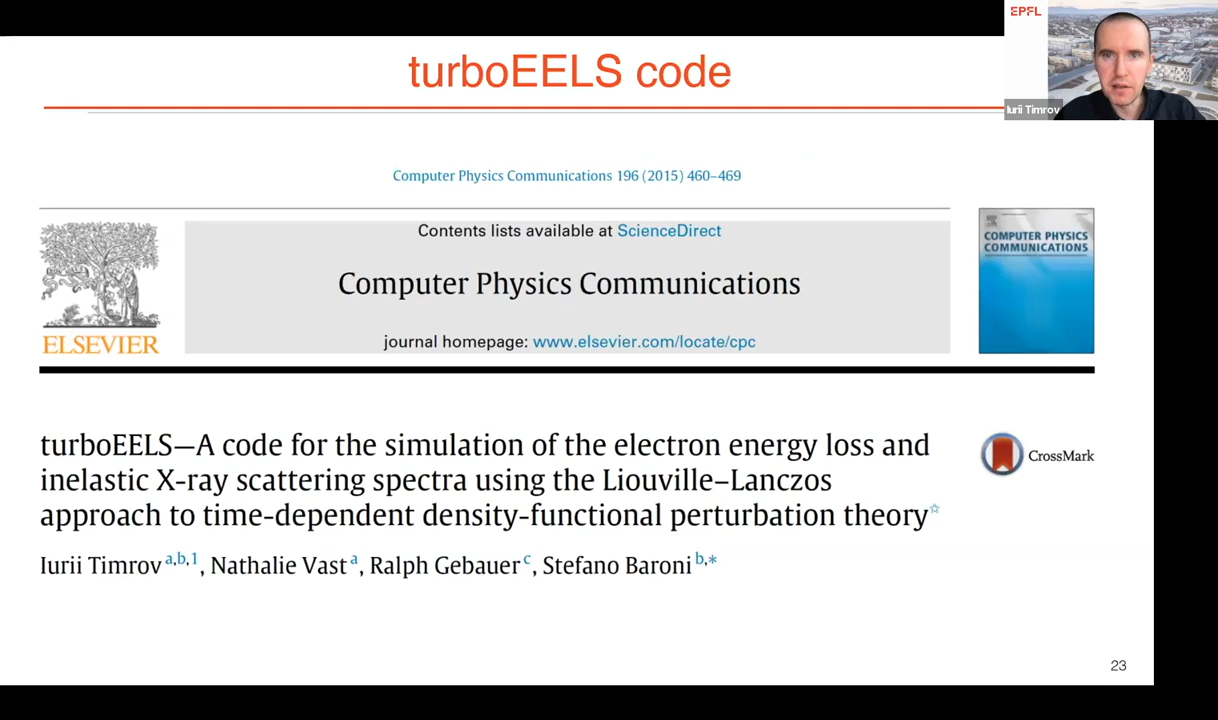 turboEELS code
EPFL
Iurii Timrov
Computer Physics Communications 196 (2015) 460–469
Contents lists available at ScienceDirect
Computer Physics Communications
journal homepage: www.elsevier.com/locate/cpc
ELSEVIER
COMPUTER PHYSICS
COMMUNICATIONS
turboEELS—A code for the simulation of the electron energy loss and
inelastic X-ray scattering spectra using the Liouville–Lanczos
approach to time-dependent density-functional perturbation theory☆
CrossMark
Iurii Timrov a,b,1, Nathalie Vast a, Ralph Gebauer c, Stefano Baroni b,*
23